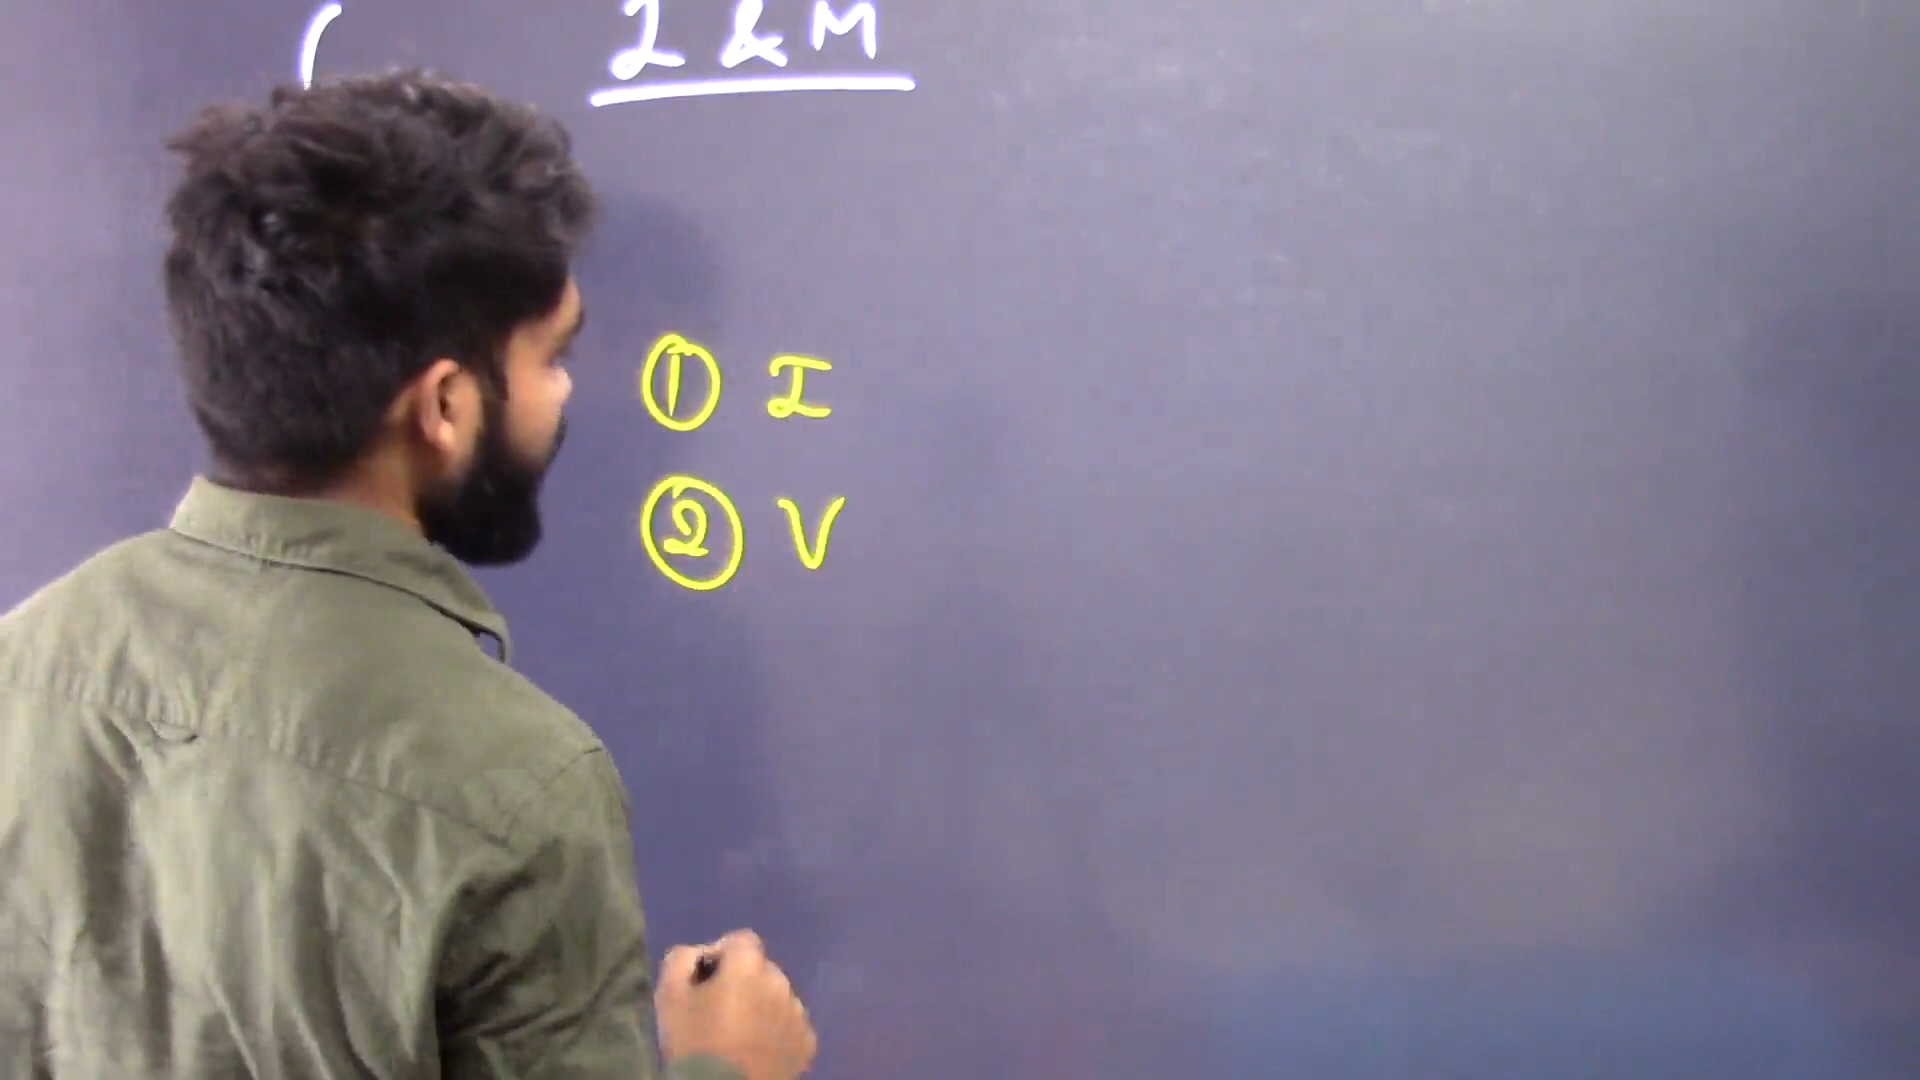 ( I & M
① I
② V